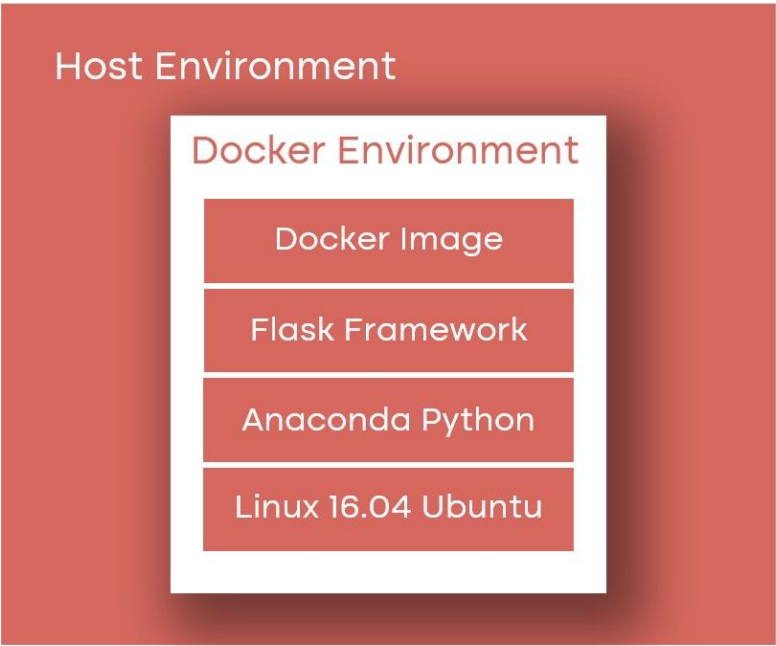 Host Environment
Docker Environment
Docker Image
Flask Framework
Anaconda Python
Linux 16.04 Ubuntu